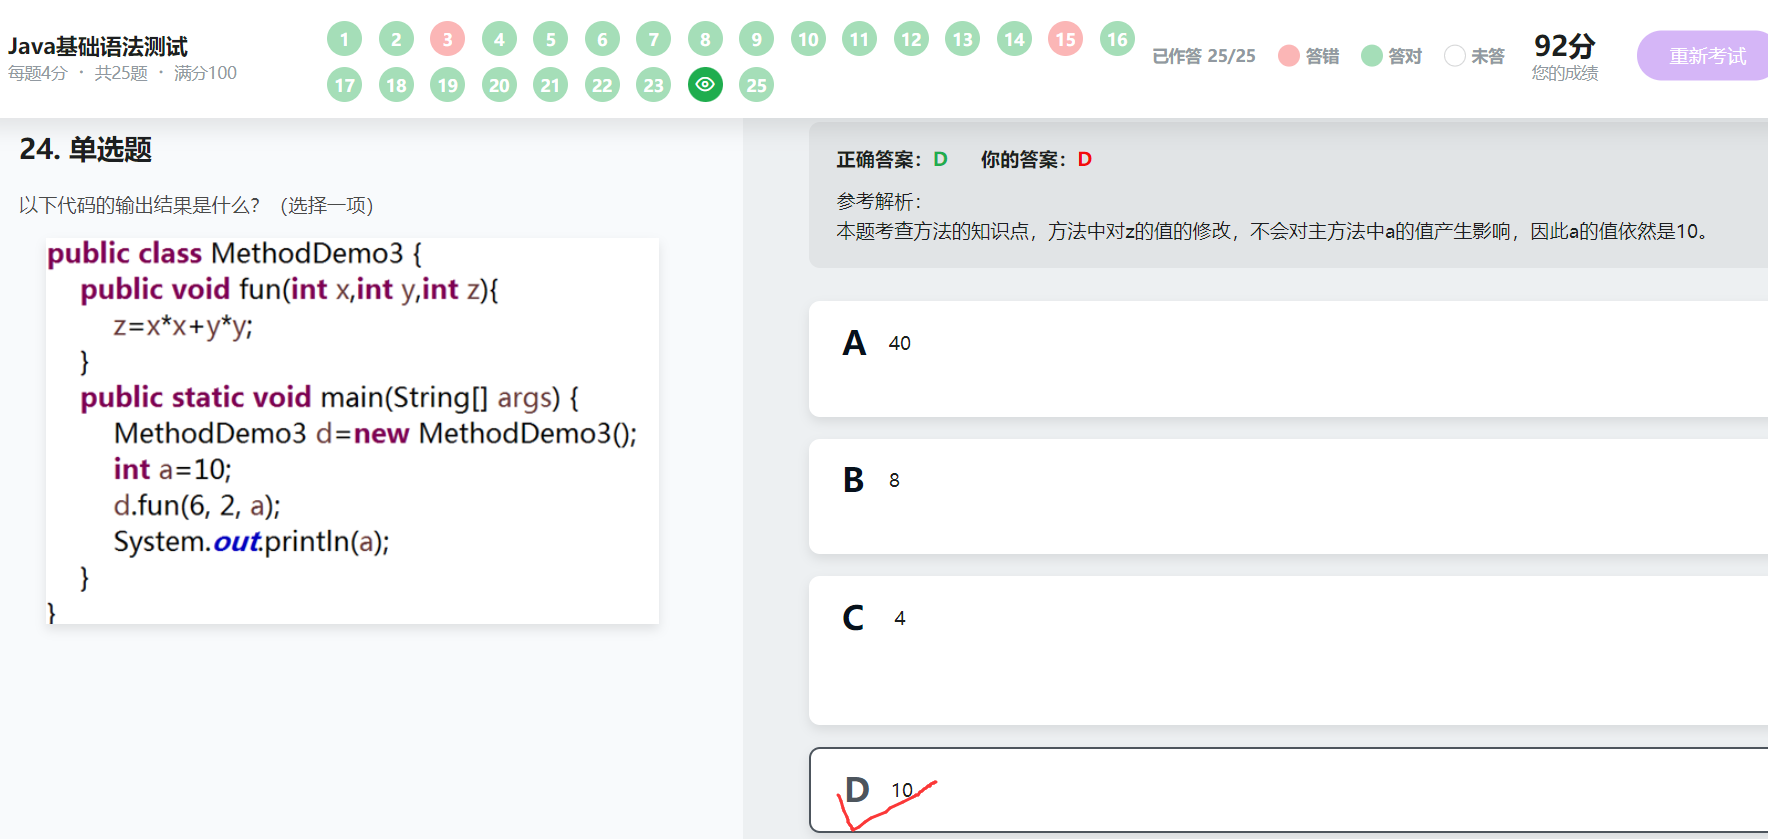 Java基础语法测试
每题4分 · 共25题 · 满分100
1 2 3 4 5 6 7 8 9 10 11 12 13 14 15 16
17 18 19 20 21 22 23 25
已作答 25/25 答错 答对 未答
92分
您的成绩
重新考试
24. 单选题
以下代码的输出结果是什么？（选择一项）
public class MethodDemo3 {
public void fun(int x,int y,int z){
z=x*x+y*y;
}
public static void main(String[] args) {
MethodDemo3 d=new MethodDemo3();
int a=10;
d.fun(6, 2, a);
System.out.println(a);
}
}
正确答案：D 你的答案：D
参考解析：
本题考查方法的知识点，方法中对z的值的修改，不会对主方法中a的值产生影响，因此a的值依然是10。
A 40
B 8
C 4
D 10